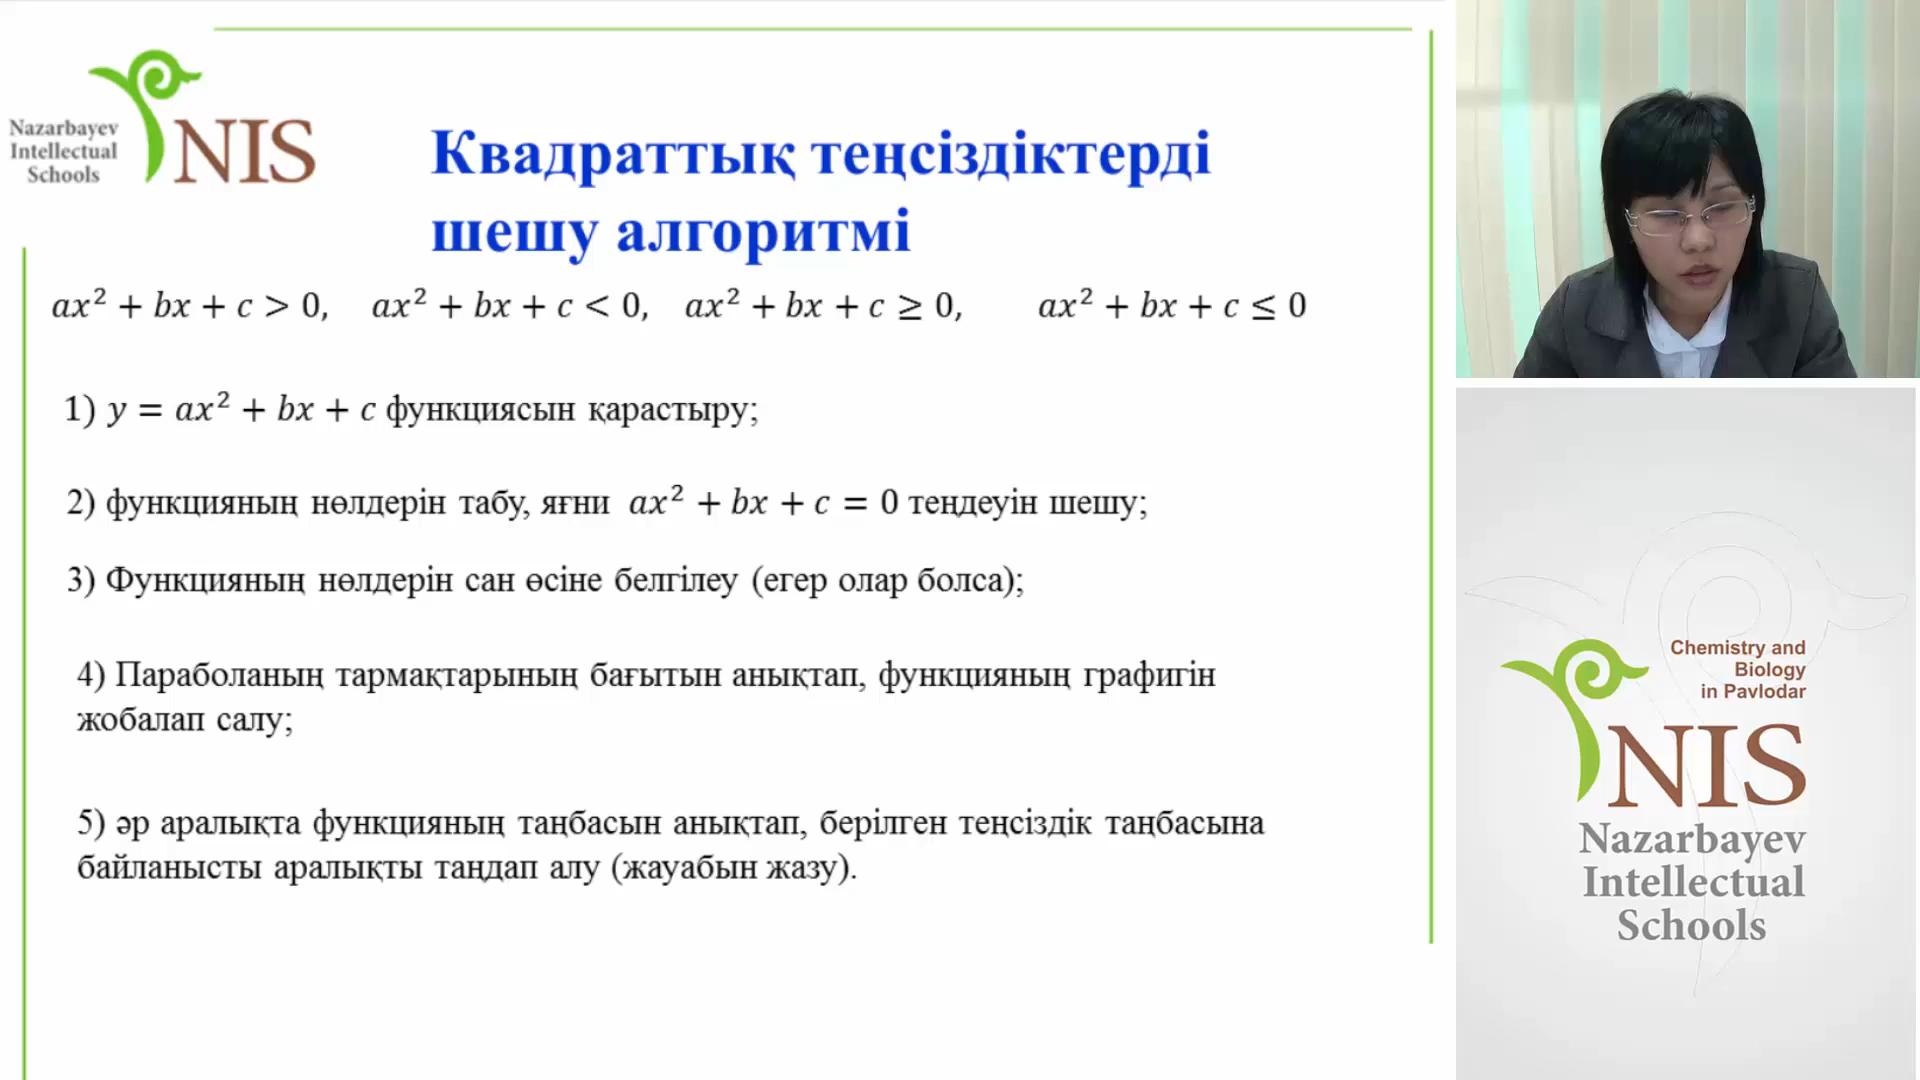 Nazarbayev
Intellectual
Schools
NIS
Квадраттық теңсіздіктерді
шешу алгоритмі
ax² + bx + c > 0, ax² + bx + c < 0, ax² + bx + c ≥ 0, ax² + bx + c ≤ 0
1) y = ax² + bx + c функциясын қарастыру;
2) функцияның нөлдерін табу, яғни ax² + bx + c = 0 теңдеуін шешу;
3) Функцияның нөлдерін сан өсіне белгілеу (егер олар болса);
4) Параболаның тармақтарының бағытын анықтап, функцияның графигін
жобалап салу;
5) әр аралықта функцияның таңбасын анықтап, берілген теңсіздік таңбасына
байланысты аралықты таңдап алу (жауабын жазу).
Chemistry and
Biology
in Pavlodar
NIS
Nazarbayev
Intellectual
Schools